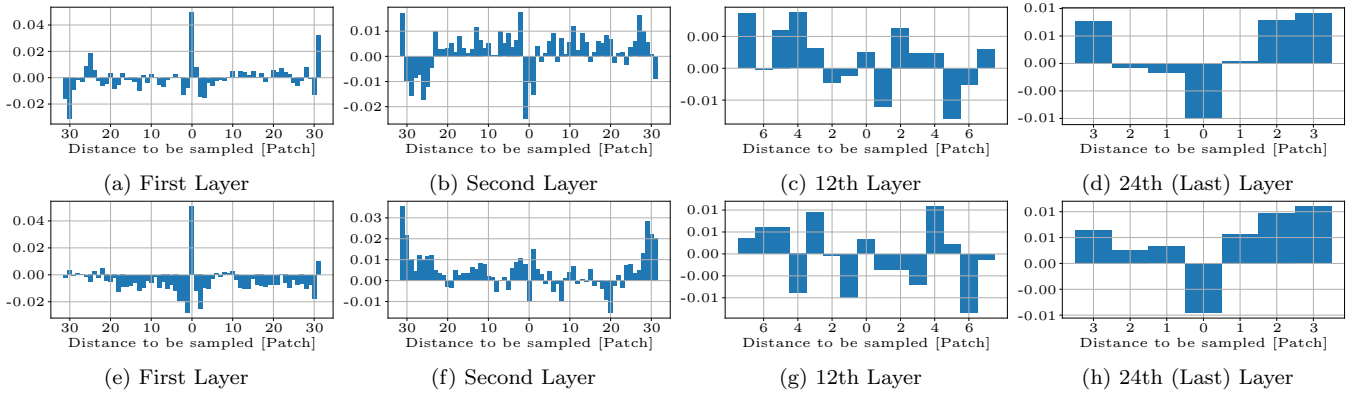 0.04
0.02
0.00
-0.02
30 20 10 0 10 20 30
Distance to be sampled [Patch]
(a) First Layer
0.01
0.00
-0.01
-0.02
30 20 10 0 10 20 30
Distance to be sampled [Patch]
(b) Second Layer
0.00
0.00
-0.01
6 4 2 0 2 4 6
Distance to be sampled [Patch]
(c) 12th Layer
0.01
0.01
0.00
-0.01
-0.01
3 2 1 0 1 2 3
Distance to be sampled [Patch]
(d) 24th (Last) Layer
0.04
0.02
0.00
-0.02
30 20 10 0 10 20 30
Distance to be sampled [Patch]
(e) First Layer
0.03
0.02
0.01
0.00
-0.01
30 20 10 0 10 20 30
Distance to be sampled [Patch]
(f) Second Layer
0.01
0.01
0.00
-0.00
-0.01
6 4 2 0 2 4 6
Distance to be sampled [Patch]
(g) 12th Layer
0.01
0.01
0.00
-0.00
-0.01
3 2 1 0 1 2 3
Distance to be sampled [Patch]
(h) 24th (Last) Layer